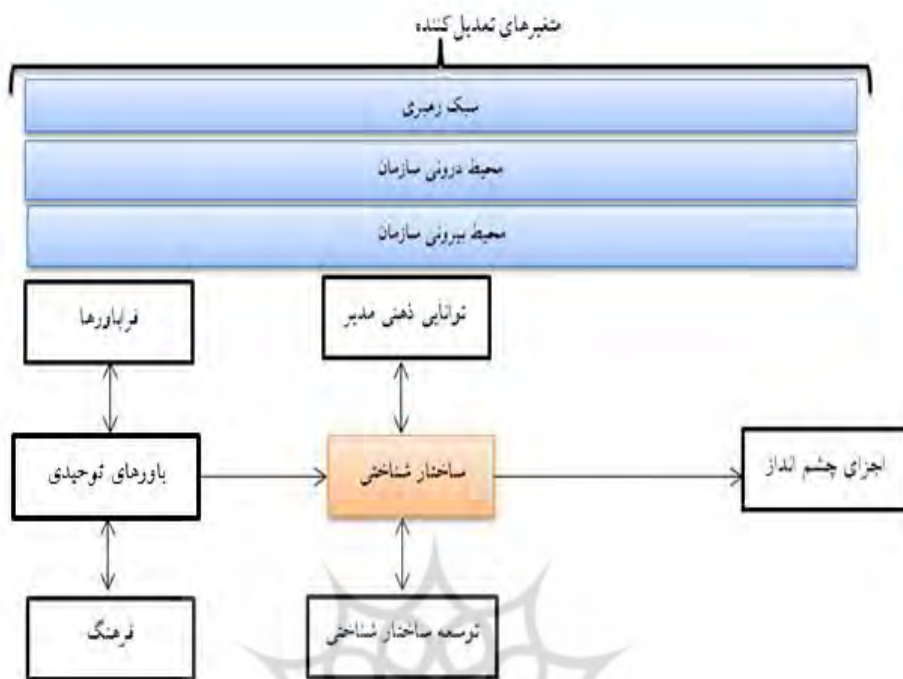 متغیرهای تعدیل کننده
سبک رهبری
محیط درونی سازمان
محیط بیرونی سازمان
فراباورها
توانایی ذهنی مدیر
باورهای توحیدی
ساختار شناختی
اجزای چشم انداز
فرهنگ
توسعه ساختار شناختی